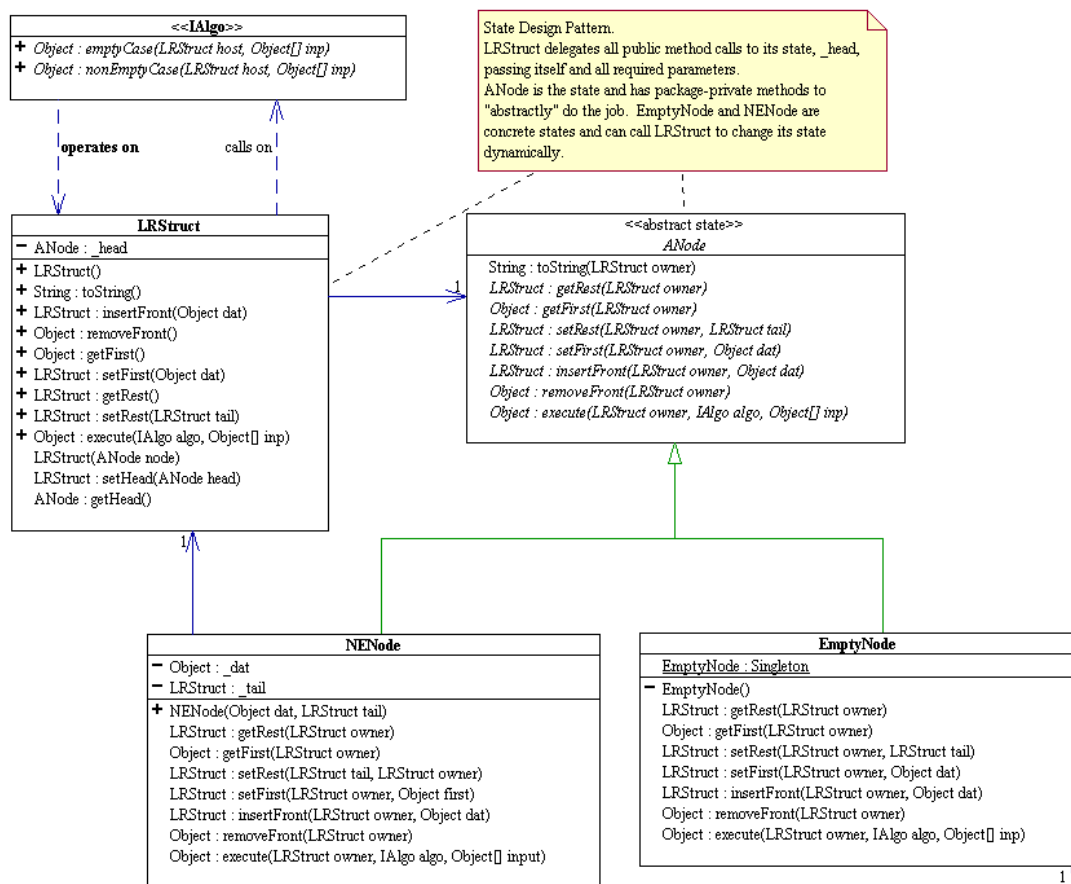 <<IAlgo>>
+ Object : emptyCase(LRStruct host, Object[] inp)
+ Object : nonEmptyCase(LRStruct host, Object[] inp)
State Design Pattern.
LRStruct delegates all public method calls to its state, _head,
passing itself and all required parameters.
ANode is the state and has package-private methods to
"abstractly" do the job. EmptyNode and NENode are
concrete states and can call LRStruct to change its state
dynamically.
operates on
calls on
LRStruct
− ANode : _head
+ LRStruct()
+ String : toString()
+ LRStruct : insertFront(Object dat)
+ Object : removeFront()
+ Object : getFirst()
+ LRStruct : setFirst(Object dat)
+ LRStruct : getRest()
+ LRStruct : setRest(LRStruct tail)
+ Object : execute(IAlgo algo, Object[] inp)
LRStruct(ANode node)
LRStruct : setHead(ANode head)
ANode : getHead()
1
<<abstract state>>
ANode
String : toString(LRStruct owner)
LRStruct : getRest(LRStruct owner)
Object : getFirst(LRStruct owner)
LRStruct : setRest(LRStruct owner, LRStruct tail)
LRStruct : setFirst(LRStruct owner, Object dat)
LRStruct : insertFront(LRStruct owner, Object dat)
Object : removeFront(LRStruct owner)
Object : execute(LRStruct owner, IAlgo algo, Object[] inp)
1
NENode
− Object : _dat
− LRStruct : _tail
+ NENode(Object dat, LRStruct tail)
LRStruct : getRest(LRStruct owner)
Object : getFirst(LRStruct owner)
LRStruct : setRest(LRStruct tail, LRStruct owner)
LRStruct : setFirst(LRStruct owner, Object first)
LRStruct : insertFront(LRStruct owner, Object dat)
Object : removeFront(LRStruct owner)
Object : execute(LRStruct owner, IAlgo algo, Object[] input)
EmptyNode
EmptyNode : Singleton
− EmptyNode()
LRStruct : getRest(LRStruct owner)
Object : getFirst(LRStruct owner)
LRStruct : setRest(LRStruct owner, LRStruct tail)
LRStruct : setFirst(LRStruct owner, Object dat)
LRStruct : insertFront(LRStruct owner, Object dat)
Object : removeFront(LRStruct owner)
Object : execute(LRStruct owner, IAlgo algo, Object[] inp)
1